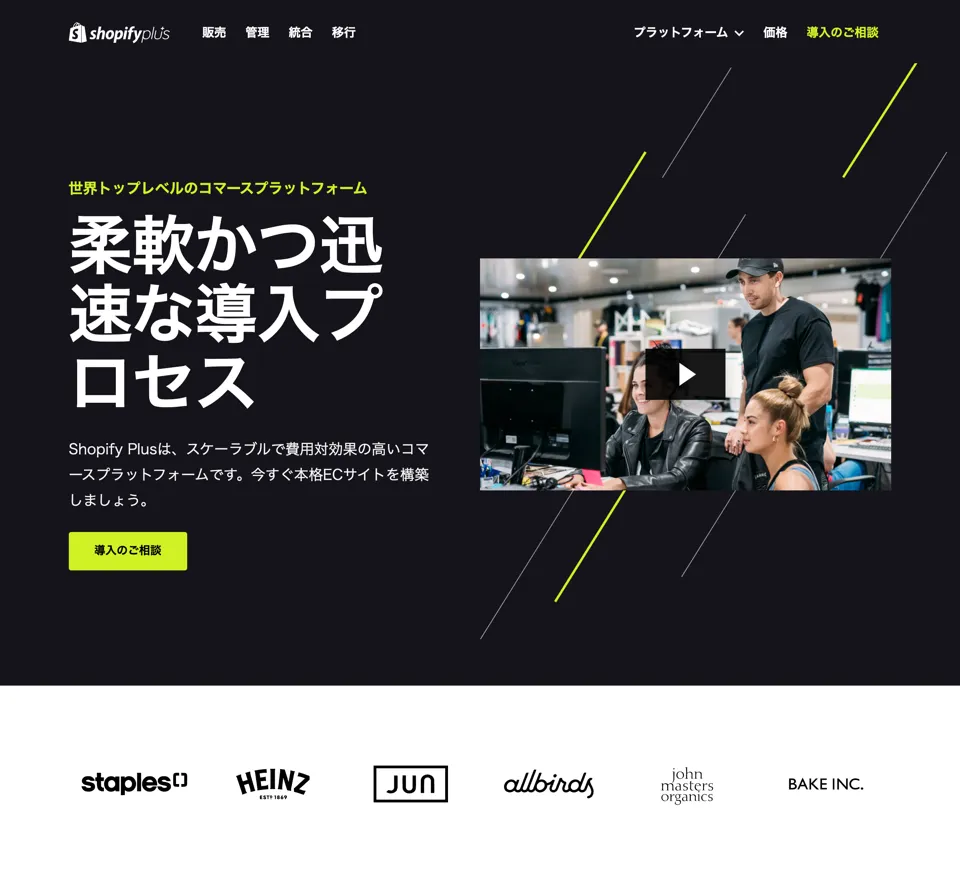 shopifyplus
販売 管理 統合 移行
プラットフォーム 価格 導入のご相談
世界トップレベルのコマースプラットフォーム
柔軟かつ迅
速な導入プ
ロセス
Shopify Plusは、スケーラブルで費用対効果の高いコマ
ースプラットフォームです。今すぐ本格ECサイトを構築
しましょう。
導入のご相談
staples
HEINZ
ESTD 1869
JUN
allbirds
john
masters
organics
BAKE INC.